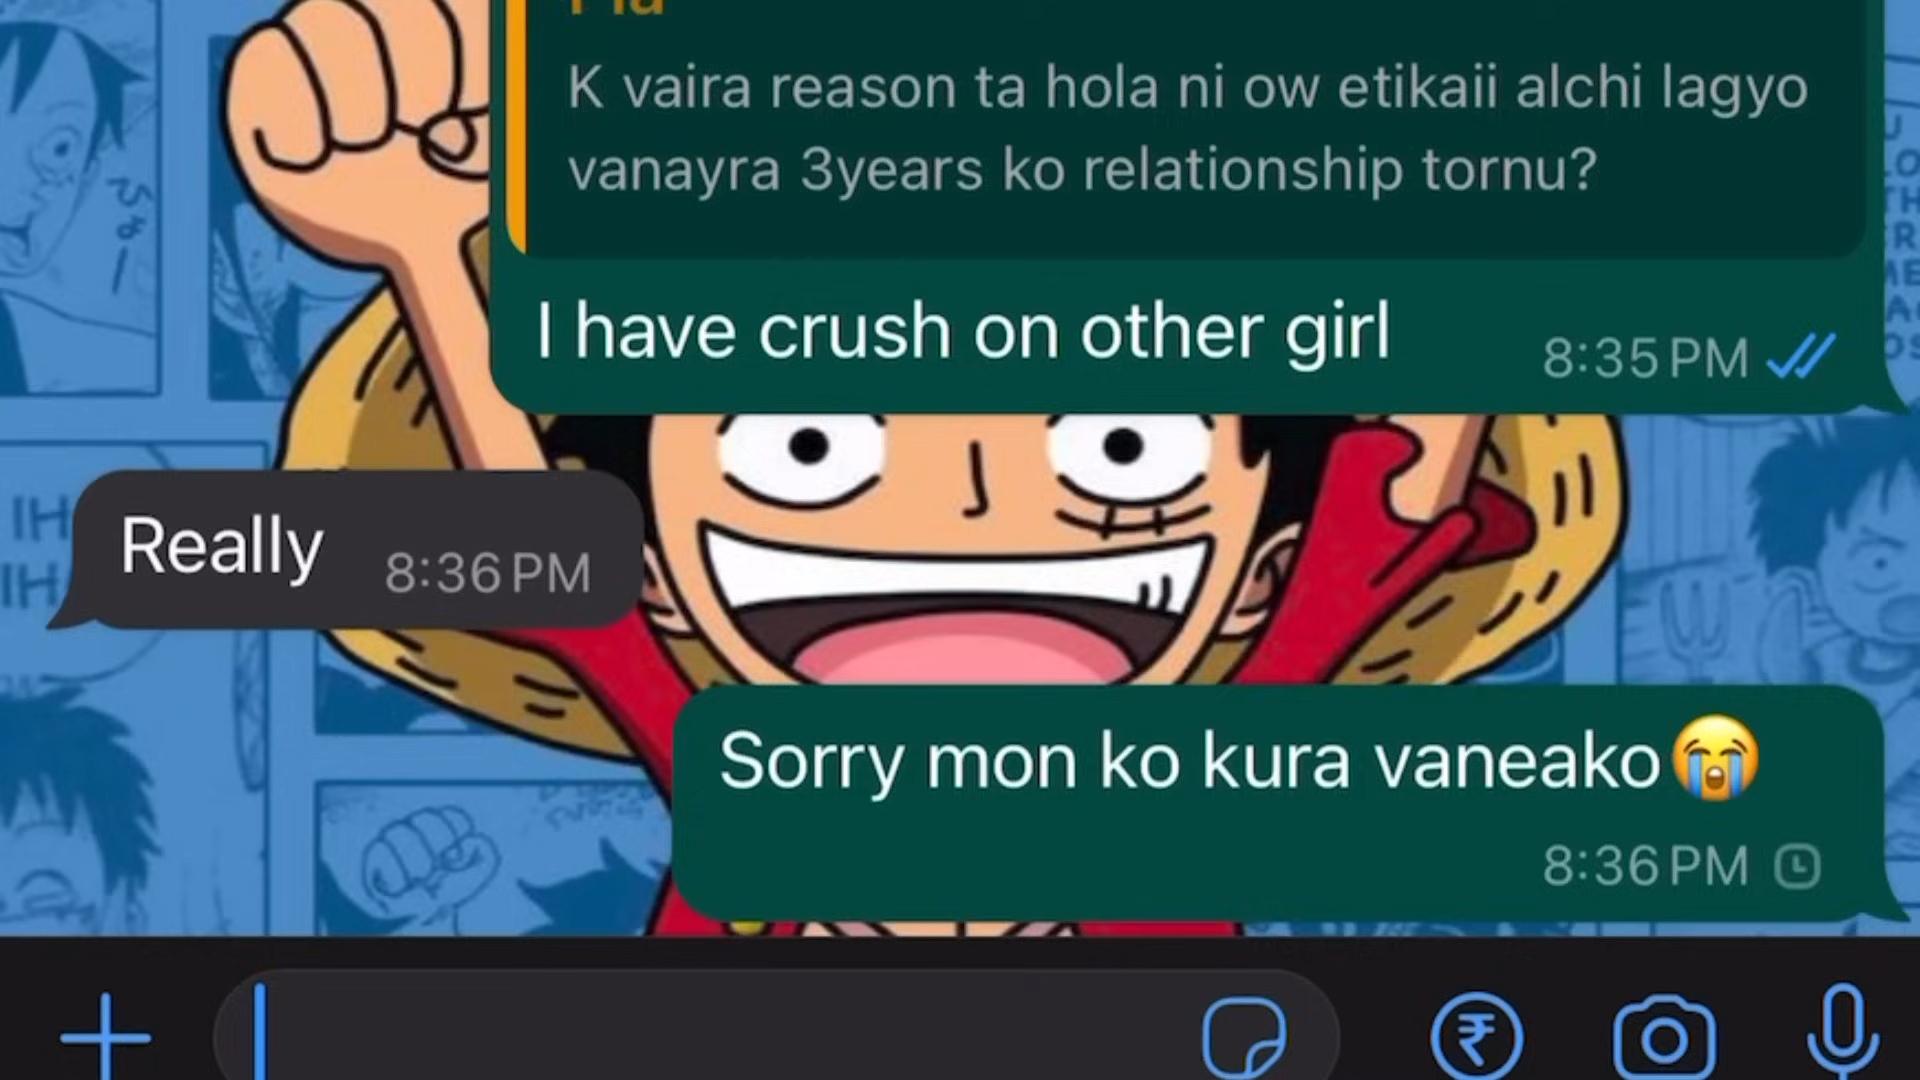 K vaira reason ta hola ni ow etikaii alchi lagyo
vanayra 3years ko relationship tornu?
I have crush on other girl
8:35 PM
Really
8:36 PM
Sorry mon ko kura vaneako😭
8:36 PM